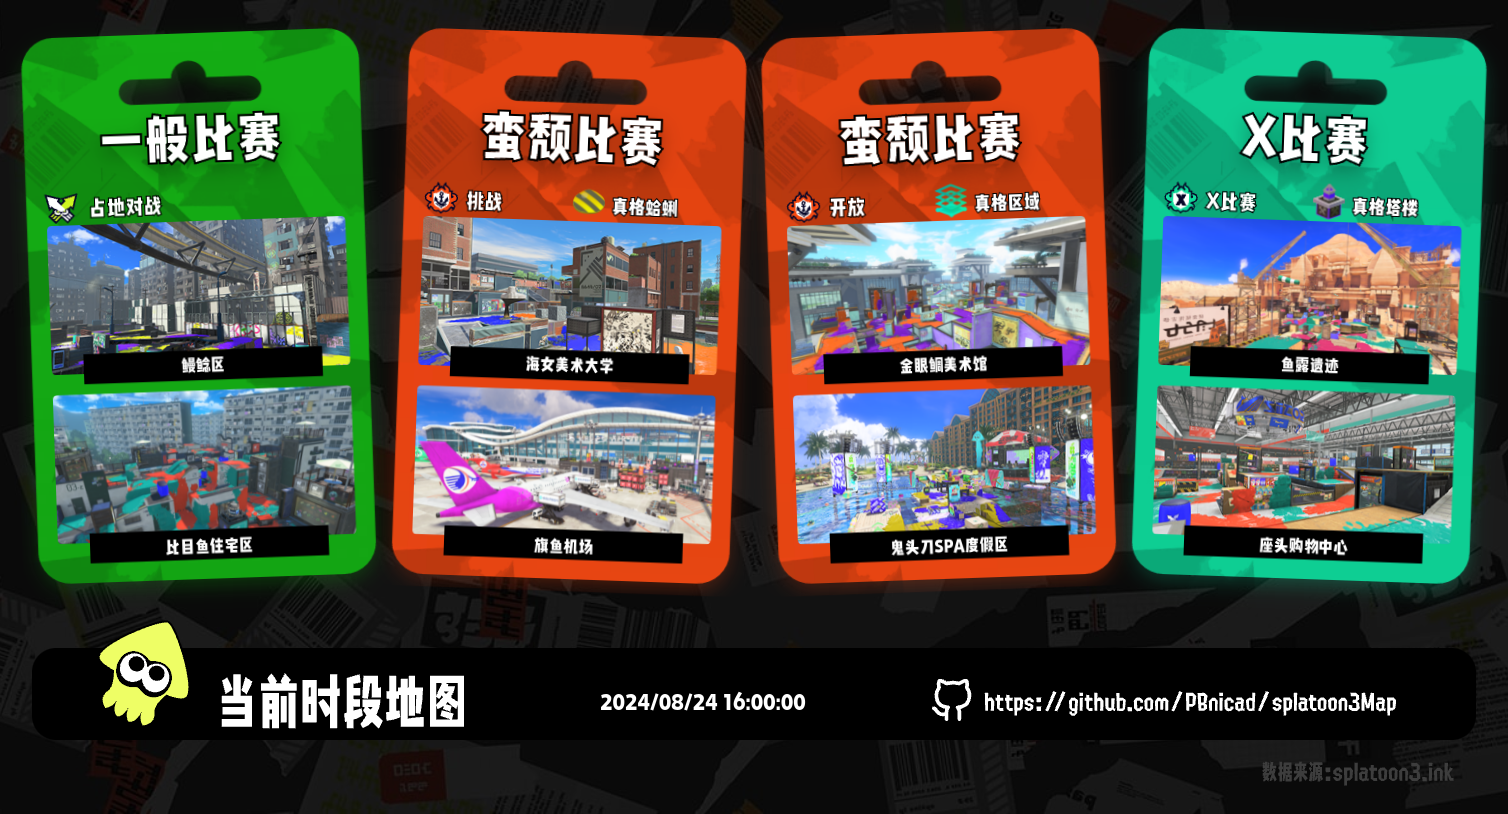 一般比赛
占地对战
鳗鲶区
比目鱼住宅区
蛮颓比赛
挑战
真格蛤蜊
海女美术大学
旗鱼机场
蛮颓比赛
开放
真格区域
金眼鲷美术馆
鬼头刀SPA度假区
X比赛
X比赛
真格塔楼
鱼露遗迹
座头购物中心
当前时段地图
2024/08/24 16:00:00
https://github.com/PBnicad/splatoon3Map
数据来源:splatoon3.ink